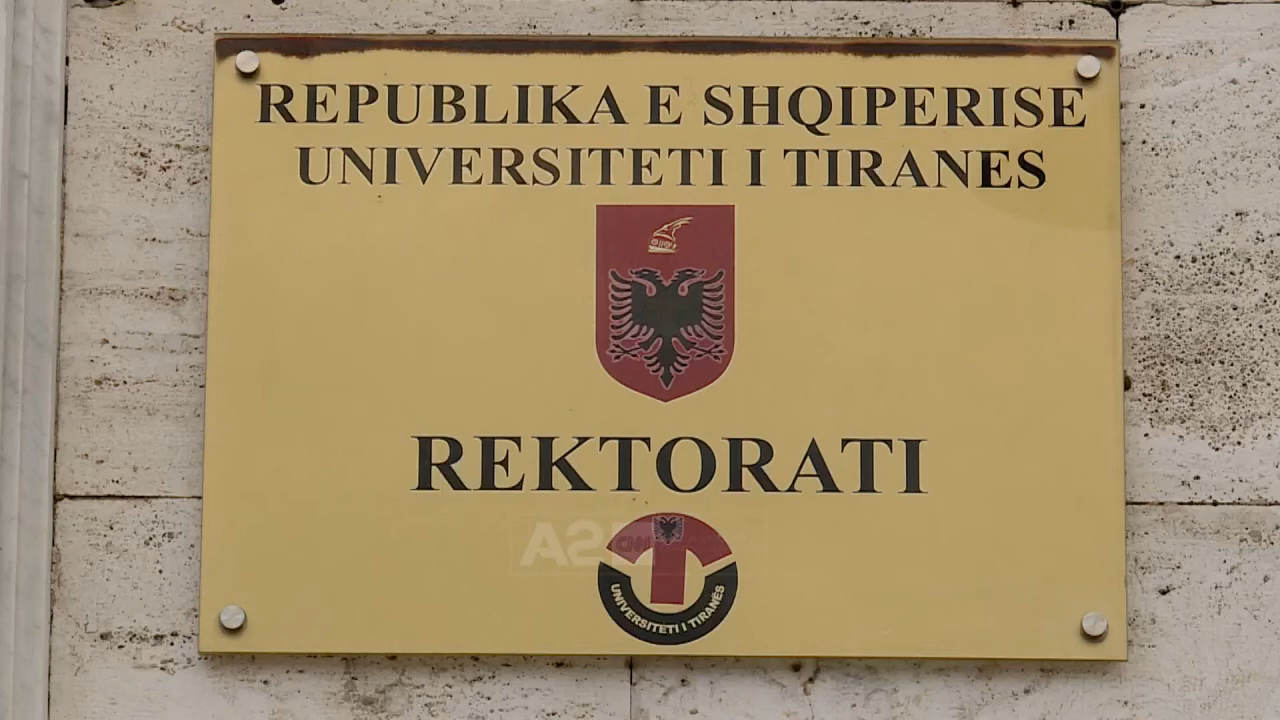 REPUBLIKA E SHQIPERISE
UNIVERSITETI I TIRANES
REKTORATI
UNIVERSITETI I TIRANËS